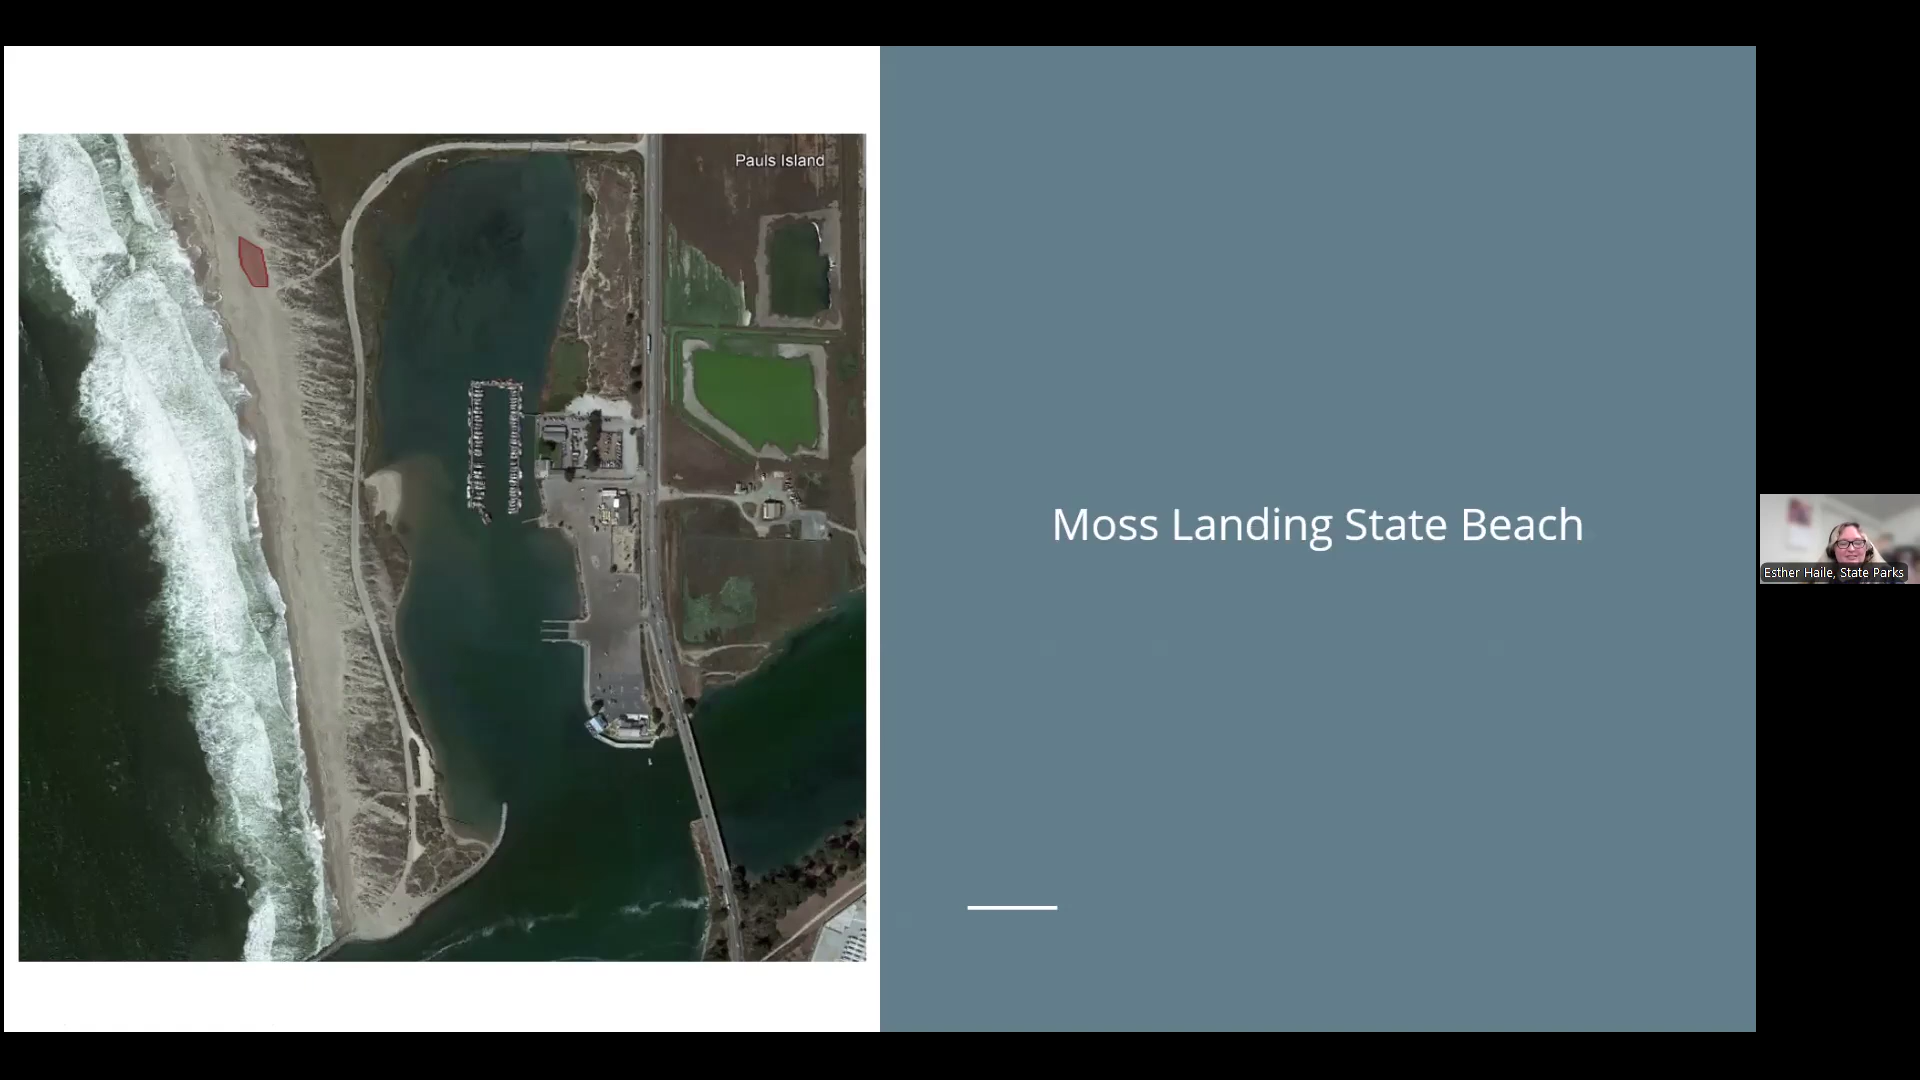 Pauls Island
Moss Landing State Beach
Esther Haile, State Parks